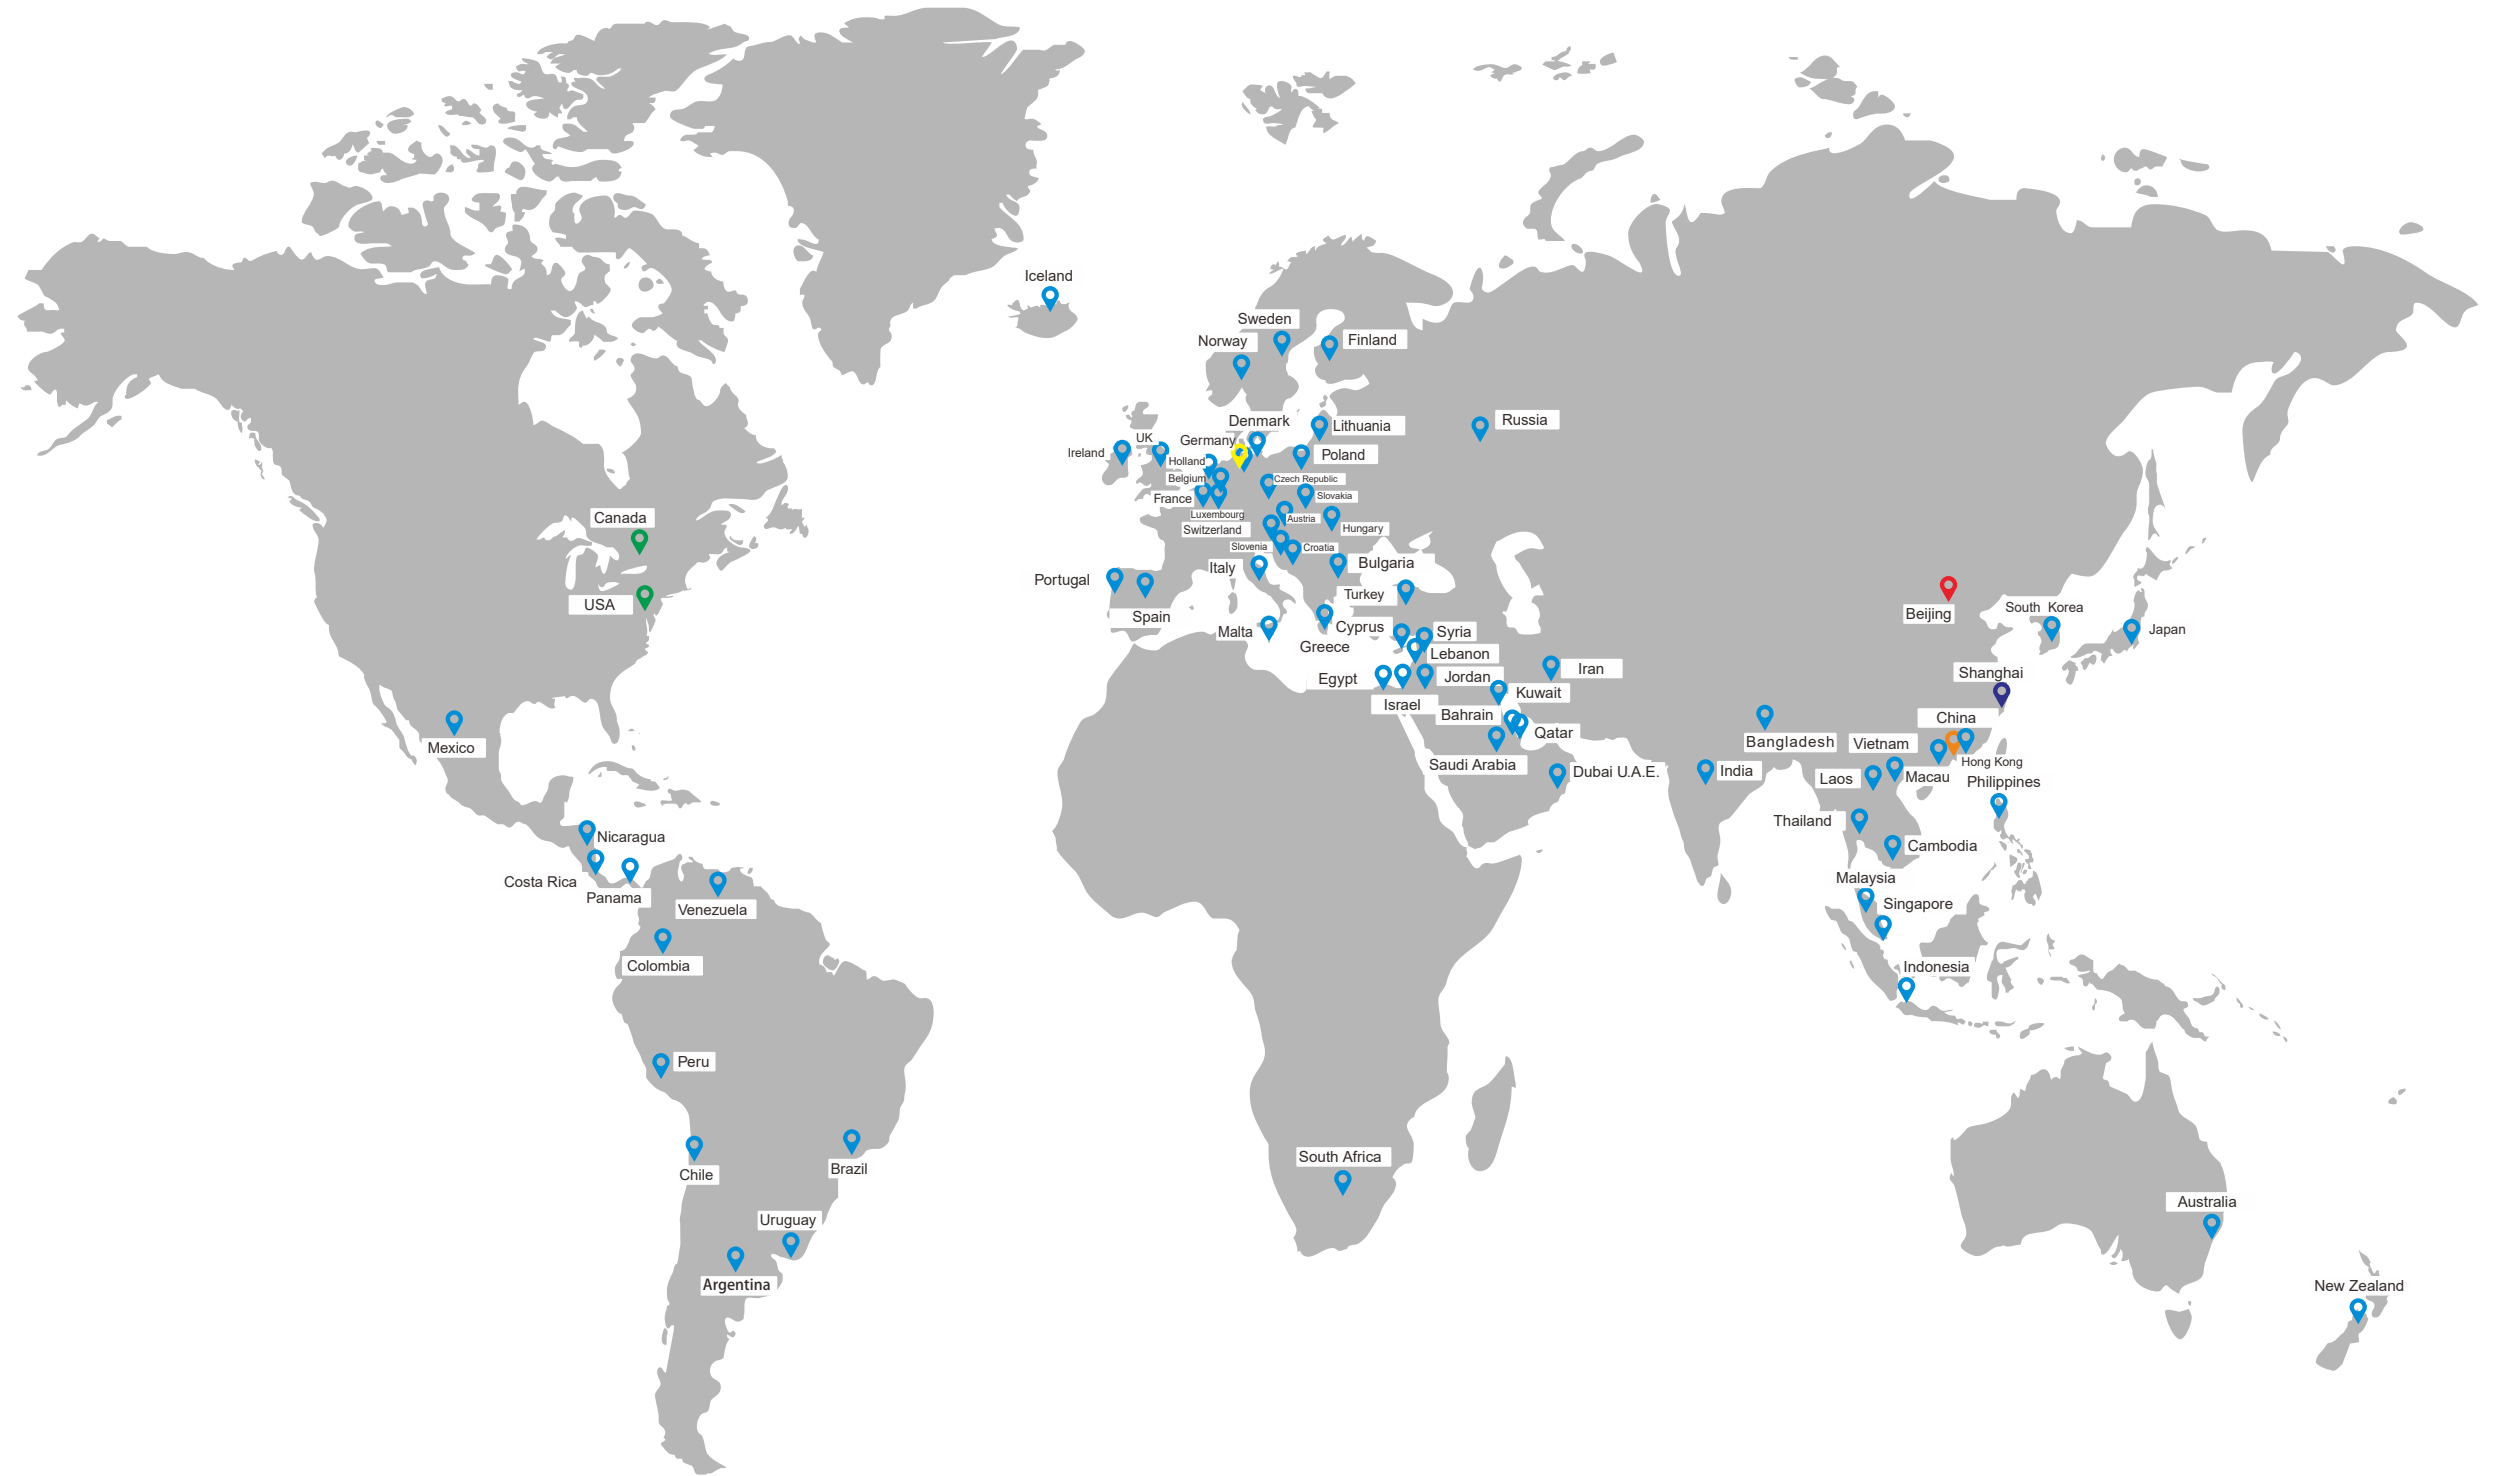 Iceland
Sweden
Norway
Finland
Denmark
Lithuania
Russia
UK
Germany
Ireland
Holland
Poland
Belgium
Czech Republic
France
Slovakia
Luxembourg
Austria
Switzerland
Hungary
Slovenia
Croatia
Italy
Bulgaria
Portugal
Turkey
Spain
Malta
Cyprus
Syria
Greece
Lebanon
Egypt
Jordan
Iran
Israel
Kuwait
Bahrain
Qatar
Saudi Arabia
Dubai U.A.E.
Canada
USA
Mexico
Nicaragua
Costa Rica
Panama
Venezuela
Colombia
Peru
Chile
Brazil
Uruguay
Argentina
South Africa
Beijing
South Korea
Japan
Shanghai
China
Bangladesh
Vietnam
Hong Kong
India
Laos
Macau
Philippines
Thailand
Cambodia
Malaysia
Singapore
Indonesia
Australia
New Zealand